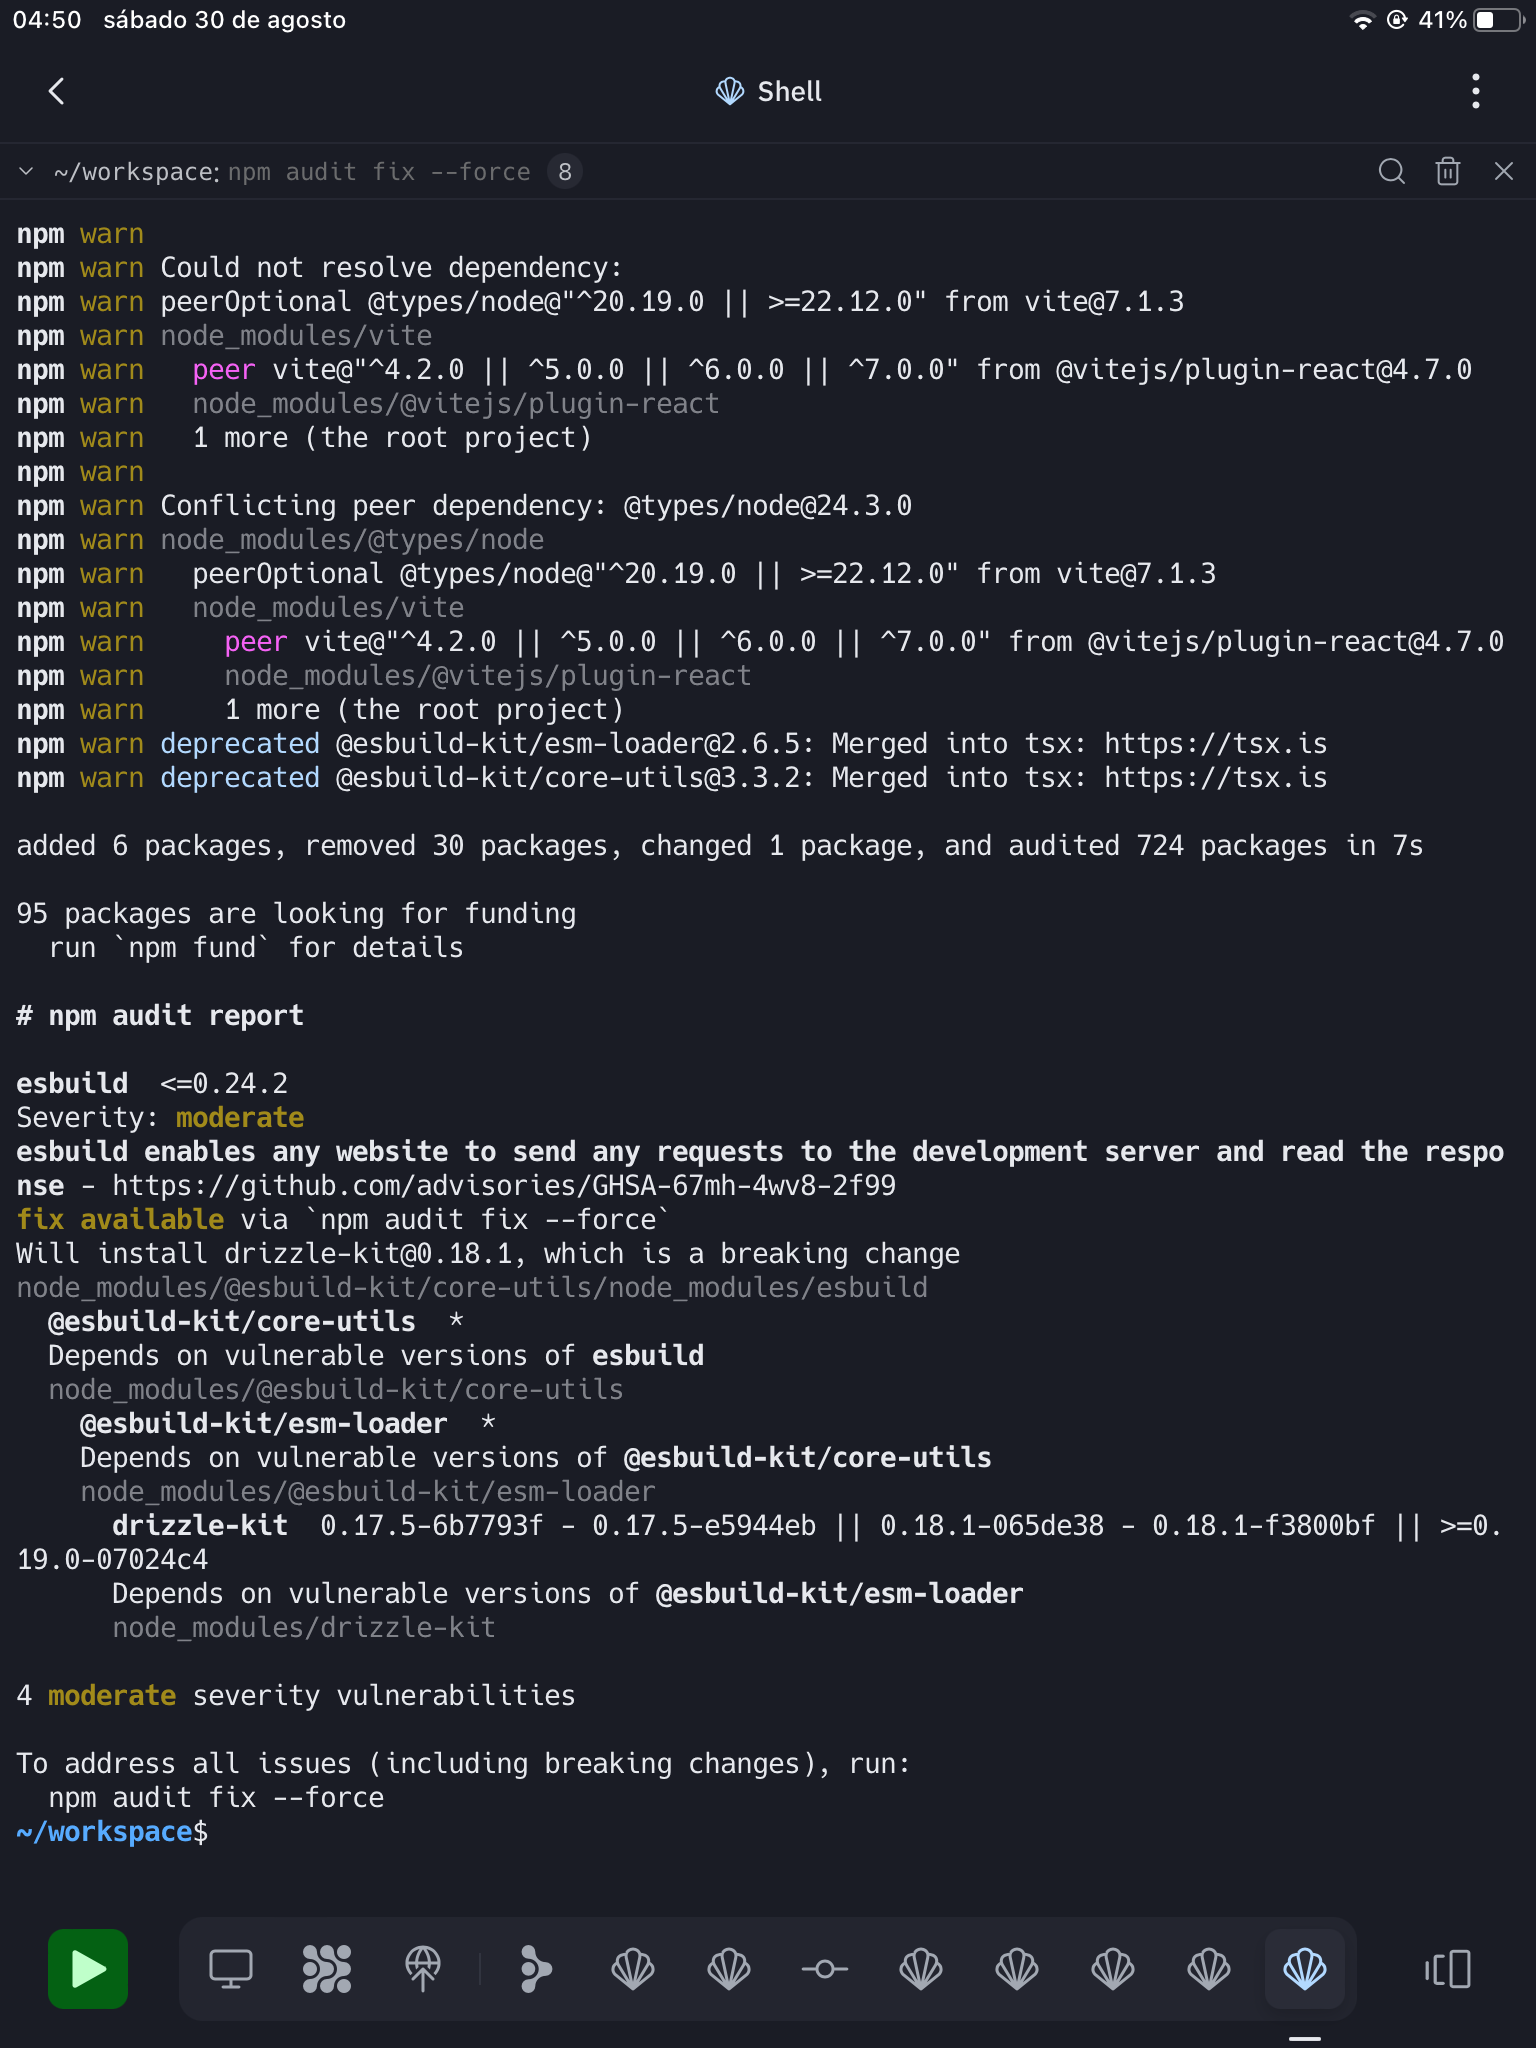 04:50 sábado 30 de agosto 41%
Shell
~/workspace: npm audit fix --force 8
npm warn
npm warn Could not resolve dependency:
npm warn peerOptional @types/node@"^20.19.0 || >=22.12.0" from vite@7.1.3
npm warn node_modules/vite
npm warn   peer vite@"^4.2.0 || ^5.0.0 || ^6.0.0 || ^7.0.0" from @vitejs/plugin-react@4.7.0
npm warn   node_modules/@vitejs/plugin-react
npm warn   1 more (the root project)
npm warn
npm warn Conflicting peer dependency: @types/node@24.3.0
npm warn node_modules/@types/node
npm warn   peerOptional @types/node@"^20.19.0 || >=22.12.0" from vite@7.1.3
npm warn   node_modules/vite
npm warn     peer vite@"^4.2.0 || ^5.0.0 || ^6.0.0 || ^7.0.0" from @vitejs/plugin-react@4.7.0
npm warn     node_modules/@vitejs/plugin-react
npm warn     1 more (the root project)
npm warn deprecated @esbuild-kit/esm-loader@2.6.5: Merged into tsx: https://tsx.is
npm warn deprecated @esbuild-kit/core-utils@3.3.2: Merged into tsx: https://tsx.is
added 6 packages, removed 30 packages, changed 1 package, and audited 724 packages in 7s
95 packages are looking for funding
  run `npm fund` for details
# npm audit report
esbuild  <=0.24.2
Severity: moderate
esbuild enables any website to send any requests to the development server and read the respo
nse - https://github.com/advisories/GHSA-67mh-4wv8-2f99
fix available via `npm audit fix --force`
Will install drizzle-kit@0.18.1, which is a breaking change
node_modules/@esbuild-kit/core-utils/node_modules/esbuild
  @esbuild-kit/core-utils  *
  Depends on vulnerable versions of esbuild
  node_modules/@esbuild-kit/core-utils
    @esbuild-kit/esm-loader  *
    Depends on vulnerable versions of @esbuild-kit/core-utils
    node_modules/@esbuild-kit/esm-loader
      drizzle-kit  0.17.5-6b7793f - 0.17.5-e5944eb || 0.18.1-065de38 - 0.18.1-f3800bf || >=0.
19.0-07024c4
      Depends on vulnerable versions of @esbuild-kit/esm-loader
      node_modules/drizzle-kit
4 moderate severity vulnerabilities
To address all issues (including breaking changes), run:
  npm audit fix --force
~/workspace$